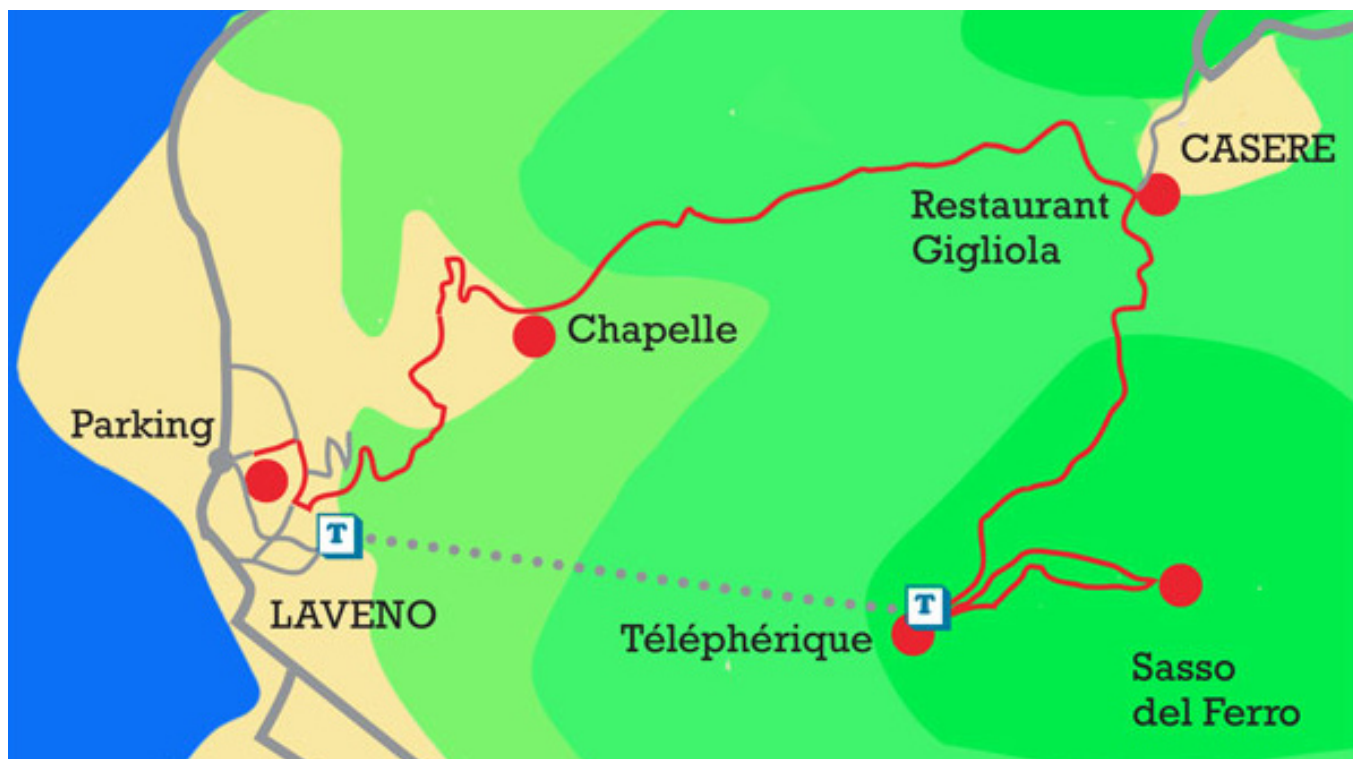 CASERE
Restaurant
Gigliola
Chapelle
Parking
T
LAVENO
T
Téléphérique
Sasso
del Ferro